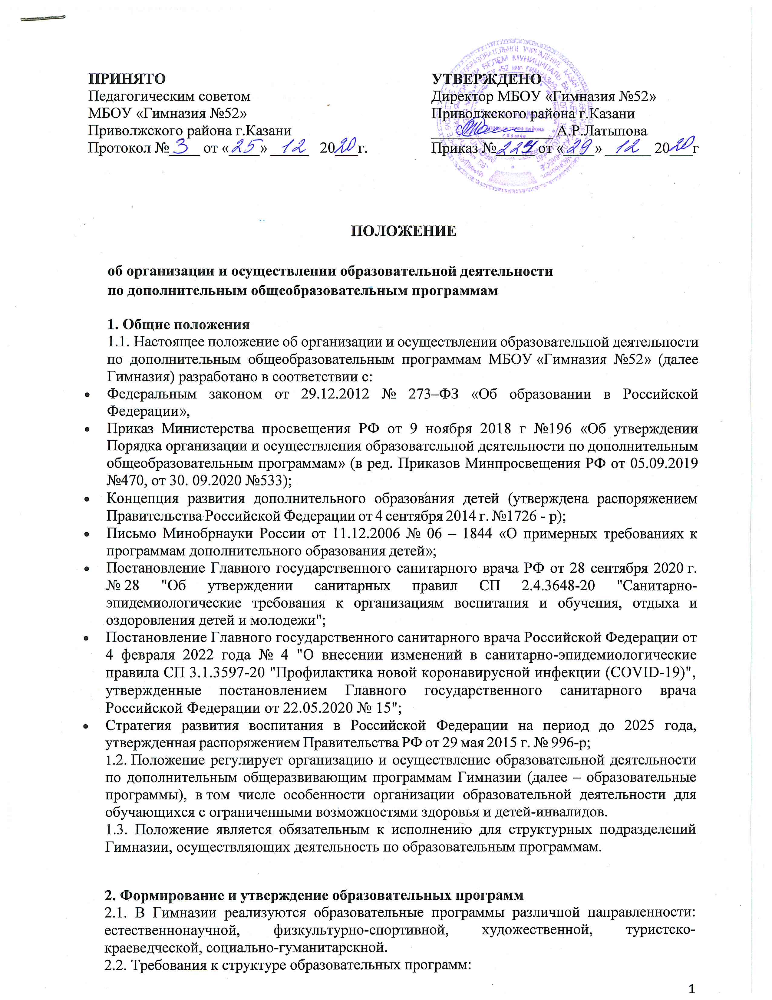 ПРИНЯТО
Педагогическим советом
МБОУ «Гимназия №52»
Приволжского района г.Казани
Протокол № 3 от «25» 12 2020г.
УТВЕРЖДЕНО
Директор МБОУ «Гимназия №52»
Приволжского района г.Казани
А.Р.Латыпова
Приказ № от «29» 12 2020 г
ПОЛОЖЕНИЕ
об организации и осуществлении образовательной деятельности
по дополнительным общеобразовательным программам
1. Общие положения
1.1. Настоящее положение об организации и осуществлении образовательной деятельности
по дополнительным общеобразовательным программам МБОУ «Гимназия №52» (далее
Гимназия) разработано в соответствии с:
• Федеральным законом от 29.12.2012 № 273–ФЗ «Об образовании в Российской
Федерации»,
• Приказ Министерства просвещения РФ от 9 ноября 2018 г №196 «Об утверждении
Порядка организации и осуществления образовательной деятельности по дополнительным
общеобразовательным программам» (в ред. Приказов Минпросвещения РФ от 05.09.2019
№470, от 30. 09.2020 №533);
• Концепция развития дополнительного образования детей (утверждена распоряжением
Правительства Российской Федерации от 4 сентября 2014 г. №1726 - р);
• Письмо Минобрнауки России от 11.12.2006 № 06 – 1844 «О примерных требованиях к
программам дополнительного образования детей»;
• Постановление Главного государственного санитарного врача РФ от 28 сентября 2020 г.
№ 28 "Об утверждении санитарных правил СП 2.4.3648-20 "Санитарно-
эпидемиологические требования к организациям воспитания и обучения, отдыха и
оздоровления детей и молодежи";
• Постановление Главного государственного санитарного врача Российской Федерации от
4 февраля 2022 года № 4 "О внесении изменений в санитарно-эпидемиологические
правила СП 3.1.3597-20 "Профилактика новой коронавирусной инфекции (COVID-19)",
утвержденные постановлением Главного государственного санитарного врача
Российской Федерации от 22.05.2020 № 15";
• Стратегия развития воспитания в Российской Федерации на период до 2025 года,
утвержденная распоряжением Правительства РФ от 29 мая 2015 г. № 996-р;
1.2. Положение регулирует организацию и осуществление образовательной деятельности
по дополнительным общеразвивающим программам Гимназии (далее – образовательные
программы), в том числе особенности организации образовательной деятельности для
обучающихся с ограниченными возможностями здоровья и детей-инвалидов.
1.3. Положение является обязательным к исполнению для структурных подразделений
Гимназии, осуществляющих деятельность по образовательным программам.
2. Формирование и утверждение образовательных программ
2.1. В Гимназии реализуются образовательные программы различной направленности:
естественнонаучной, физкультурно-спортивной, художественной, туристско-
краеведческой, социально-гуманитарскной.
2.2. Требования к структуре образовательных программ:
1